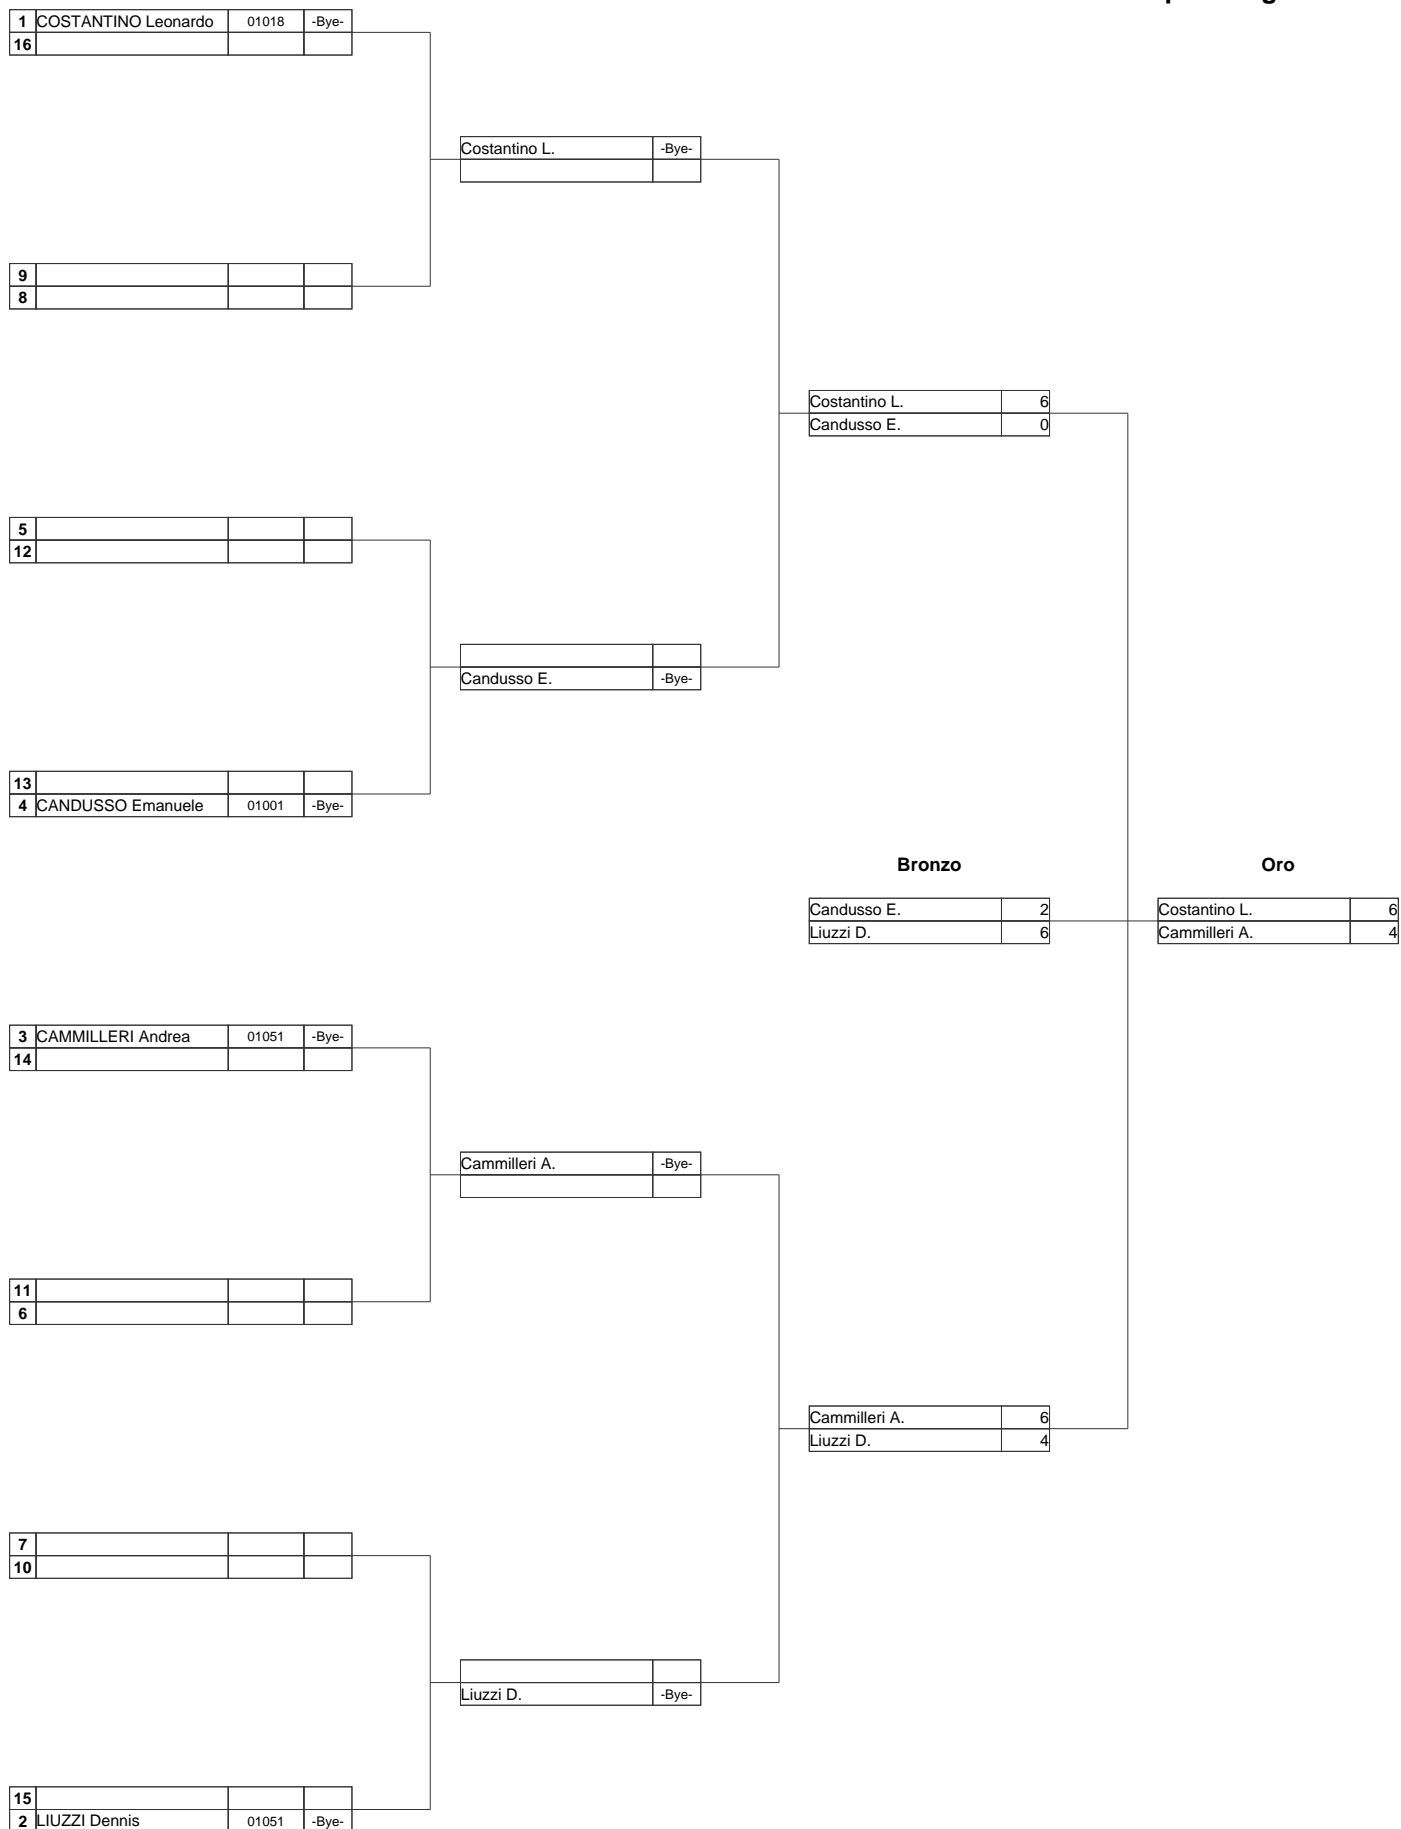 1 COSTANTINO Leonardo 01018 -Bye-
16
Costantino L. -Bye-
9
8
Costantino L. 6
Candusso E. 0
5
12
Candusso E. -Bye-
13
4 CANDUSSO Emanuele 01001 -Bye-
Bronzo Oro
Candusso E. 2 Costantino L. 6
Liuzzi D. 6 Cammilleri A. 4
3 CAMMILLERI Andrea 01051 -Bye-
14
Cammilleri A. -Bye-
11
6
Cammilleri A. 6
Liuzzi D. 4
7
10
Liuzzi D. -Bye-
15
2 LIUZZI Dennis 01051 -Bye-